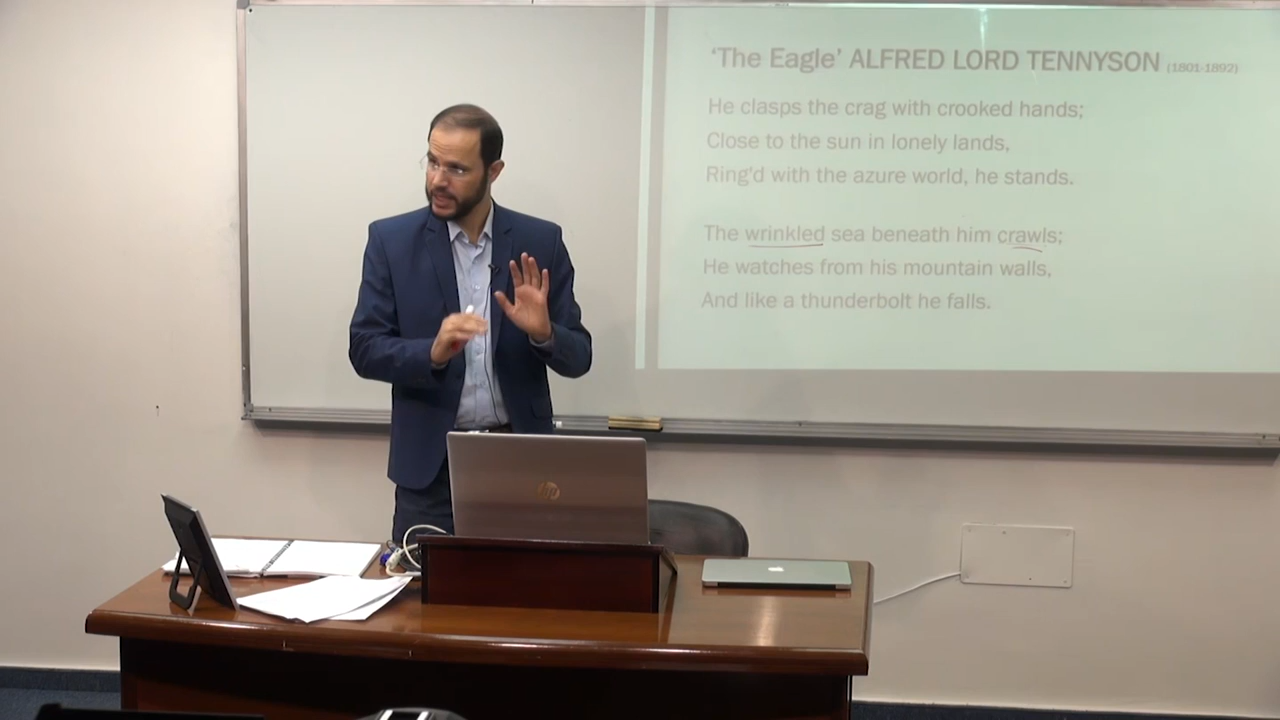 ‘The Eagle’ ALFRED LORD TENNYSON (1801-1892)
He clasps the crag with crooked hands;
Close to the sun in lonely lands,
Ring'd with the azure world, he stands.
The wrinkled sea beneath him crawls;
He watches from his mountain walls,
And like a thunderbolt he falls.
hp